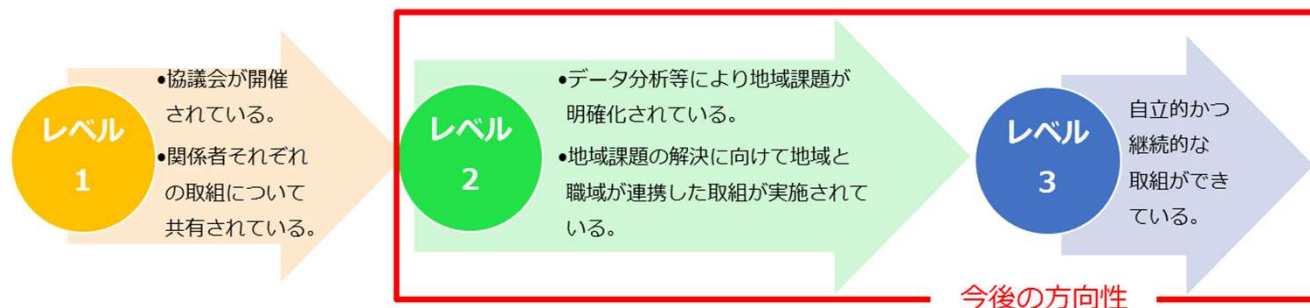 レベル
1
•協議会が開催
されている。
•関係者それぞれ
の取組について
共有されている。
レベル
2
•データ分析等により地域課題が
明確化されている。
•地域課題の解決に向けて地域と
職域が連携した取組が実施されて
いる。
レベル
3
自立的かつ
継続的な
取組ができ
ている。
今後の方向性